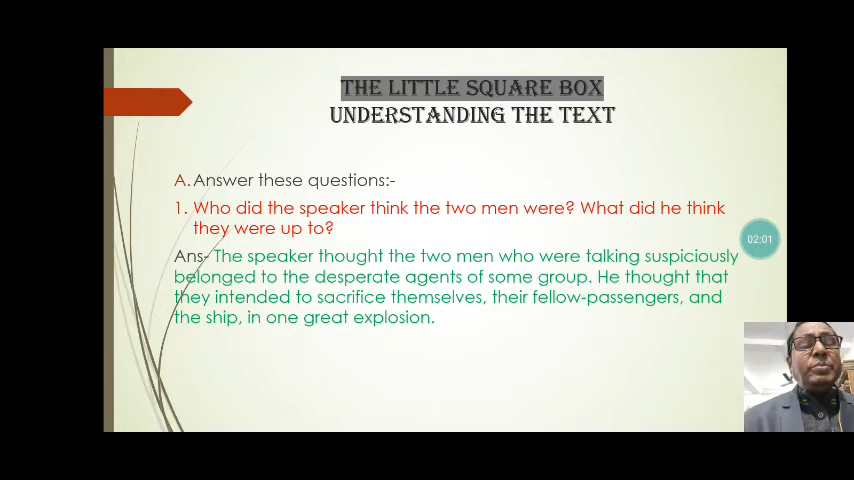 THE LITTLE SQUARE BOX
UNDERSTANDING THE TEXT
A. Answer these questions:-
1. Who did the speaker think the two men were? What did he think
they were up to?
Ans- The speaker thought the two men who were talking suspiciously
belonged to the desperate agents of some group. He thought that
they intended to sacrifice themselves, their fellow-passengers, and
the ship, in one great explosion.
02:01